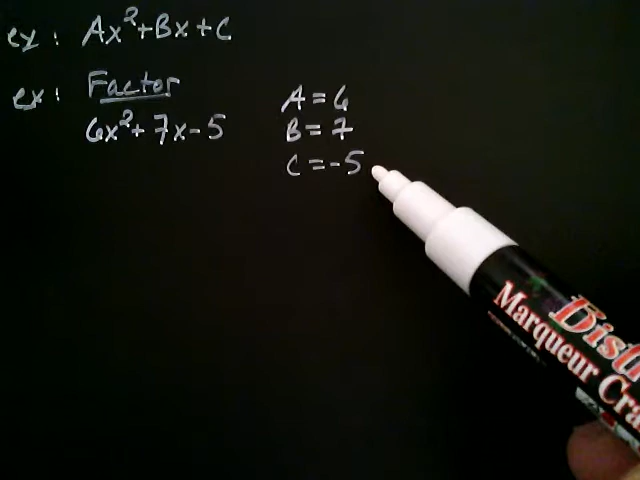 ex: Ax²+Bx+C
ex: Factor
6x²+7x-5
A=6
B=7
C=-5
Marqueur Cra